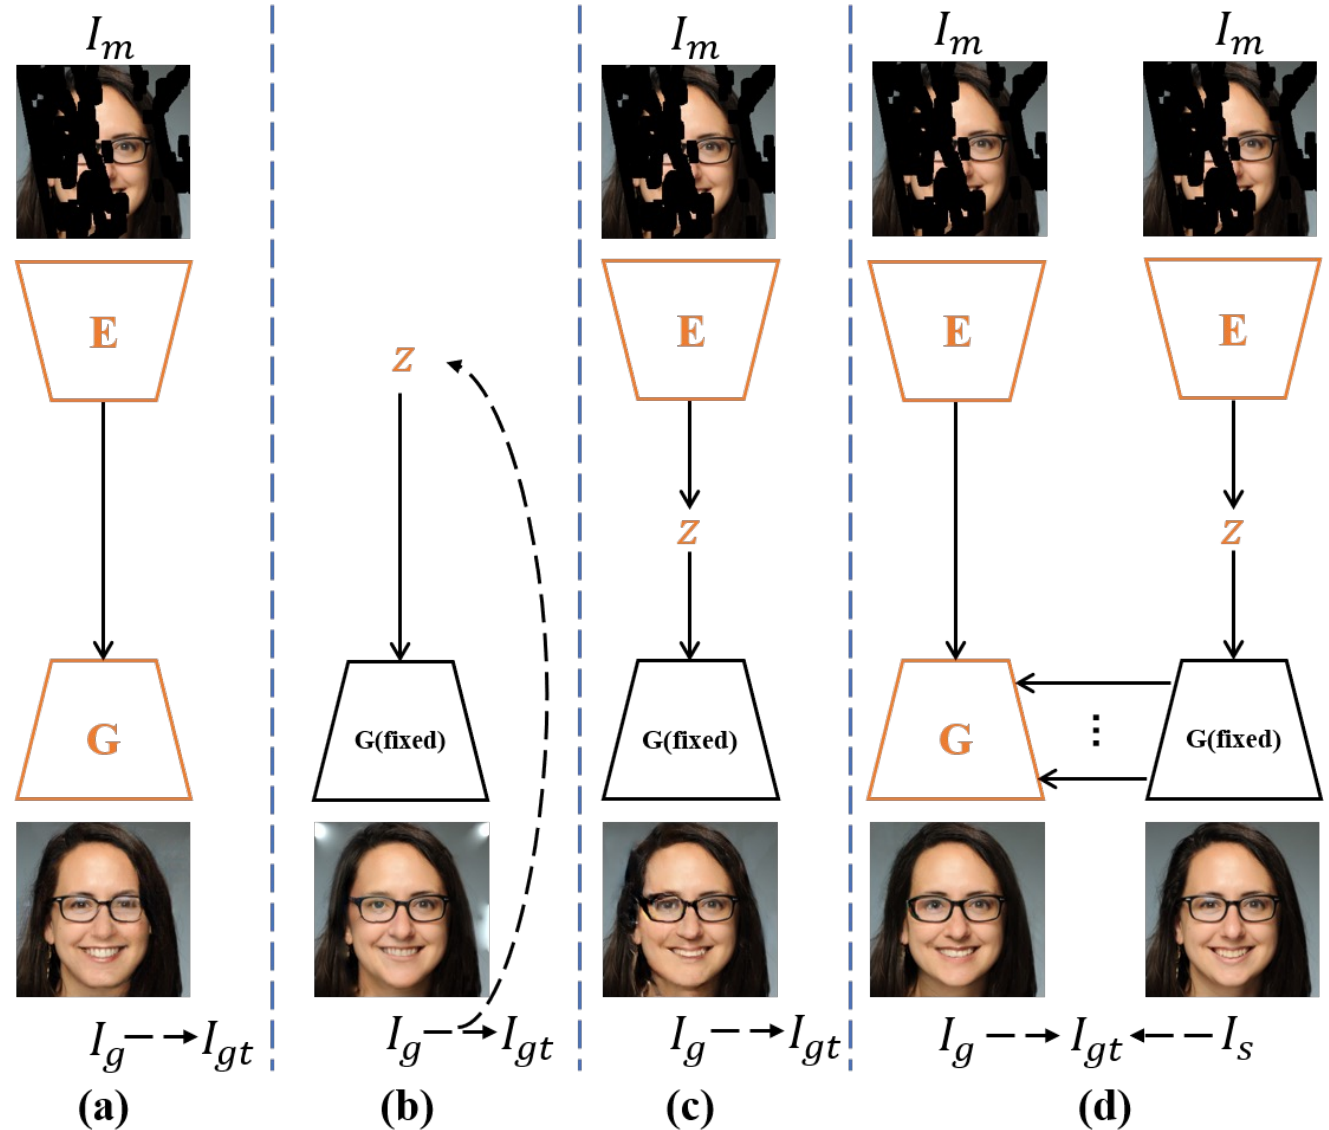 I_m
E
G
I_g I_gt
(a)
z
G(fixed)
I_g I_gt
(b)
I_m
E
z
G(fixed)
I_g I_gt
(c)
I_m I_m
E E
z
G G(fixed)
⋮
I_g I_gt I_s
(d)